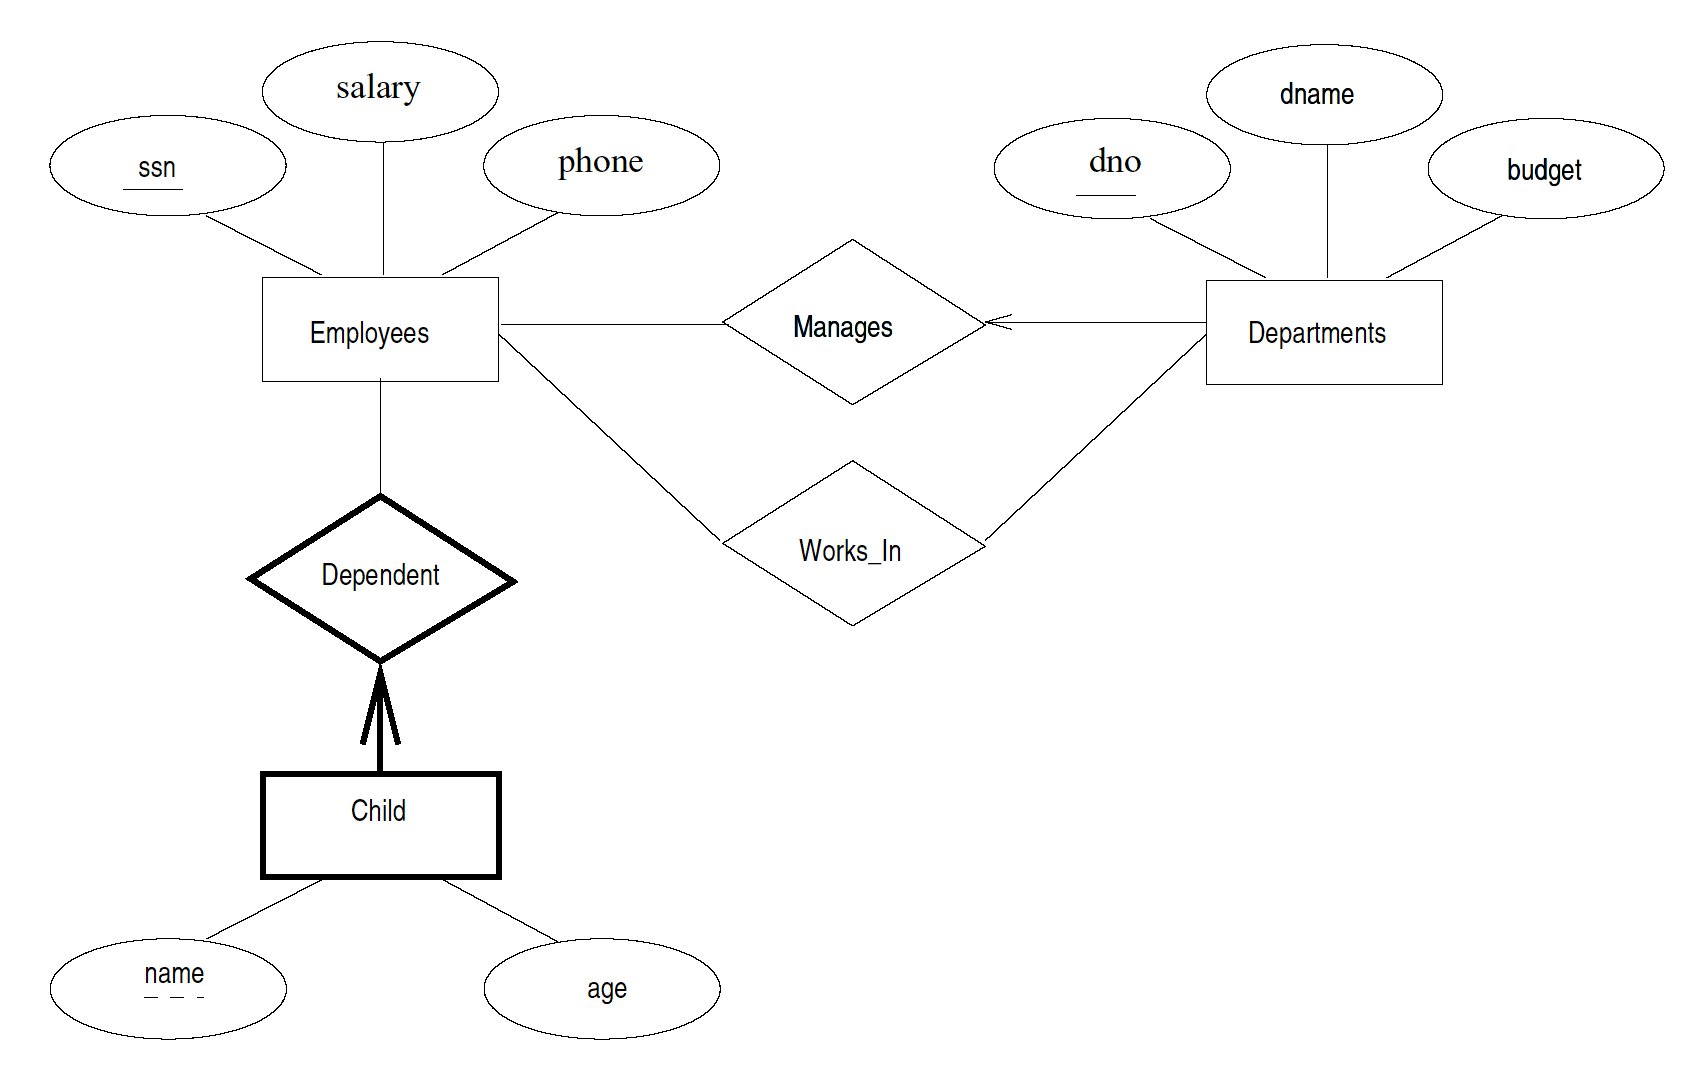 salary
dname
ssn
phone
dno
budget
Employees
Manages
Departments
Works_In
Dependent
Child
name
age